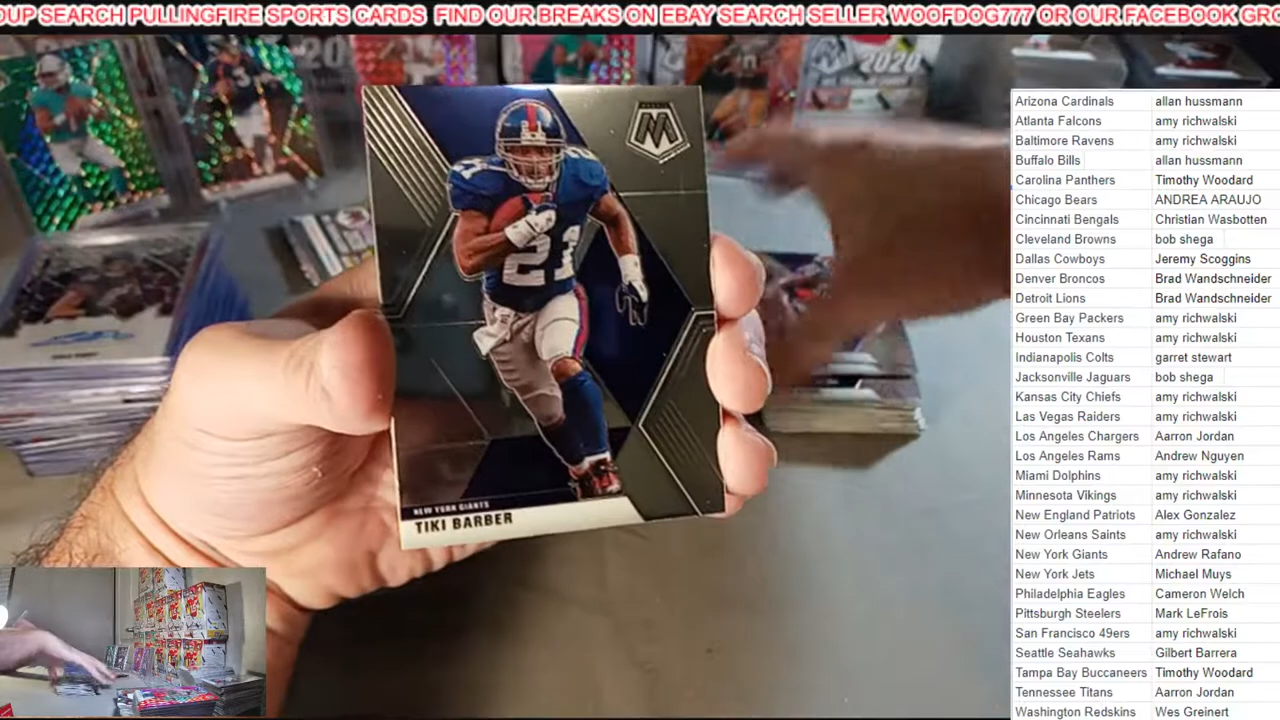 OUP SEARCH PULLINGFIRE SPORTS CARDS FIND OUR BREAKS ON EBAY SEARCH SELLER WOOFDOG777 OR OUR FACEBOOK GRO
2020
21
21
NEW YORK GIANTS
TIKI BARBER
Arizona Cardinals allan hussmann
Atlanta Falcons amy richwalski
Baltimore Ravens amy richwalski
Buffalo Bills allan hussmann
Carolina Panthers Timothy Woodard
Chicago Bears ANDREA ARAUJO
Cincinnati Bengals Christian Wasbotten
Cleveland Browns bob shega
Dallas Cowboys Jeremy Scoggins
Denver Broncos Brad Wandschneider
Detroit Lions Brad Wandschneider
Green Bay Packers amy richwalski
Houston Texans amy richwalski
Indianapolis Colts garret stewart
Jacksonville Jaguars bob shega
Kansas City Chiefs amy richwalski
Las Vegas Raiders amy richwalski
Los Angeles Chargers Aarron Jordan
Los Angeles Rams Andrew Nguyen
Miami Dolphins amy richwalski
Minnesota Vikings amy richwalski
New England Patriots Alex Gonzalez
New Orleans Saints amy richwalski
New York Giants Andrew Rafano
New York Jets Michael Muys
Philadelphia Eagles Cameron Welch
Pittsburgh Steelers Mark LeFrois
San Francisco 49ers amy richwalski
Seattle Seahawks Gilbert Barrera
Tampa Bay Buccaneers Timothy Woodard
Tennessee Titans Aarron Jordan
Washington Redskins Wes Greinert